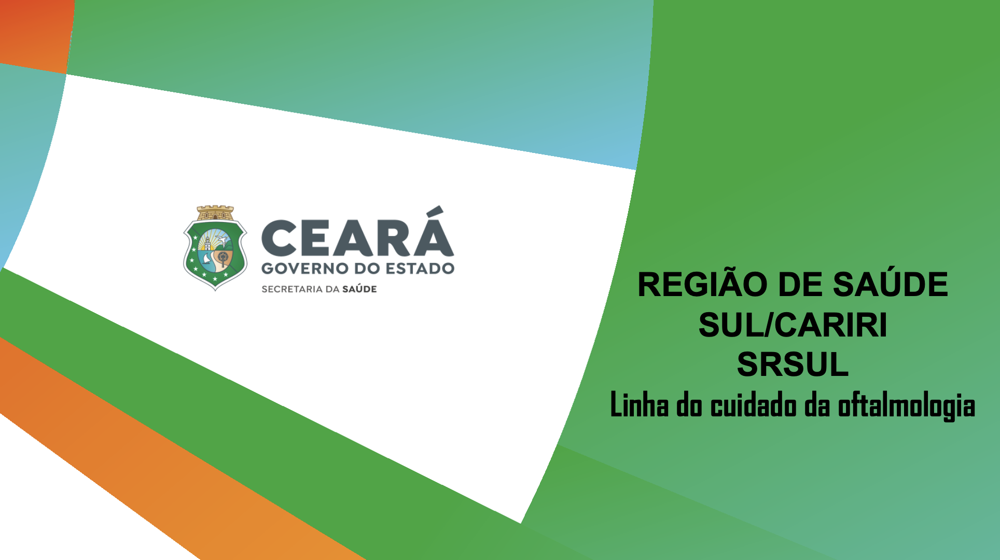 CEARÁ
GOVERNO DO ESTADO
SECRETARIA DA SAÚDE
REGIÃO DE SAÚDE
SUL/CARIRI
SRSUL
Linha do cuidado da oftalmologia